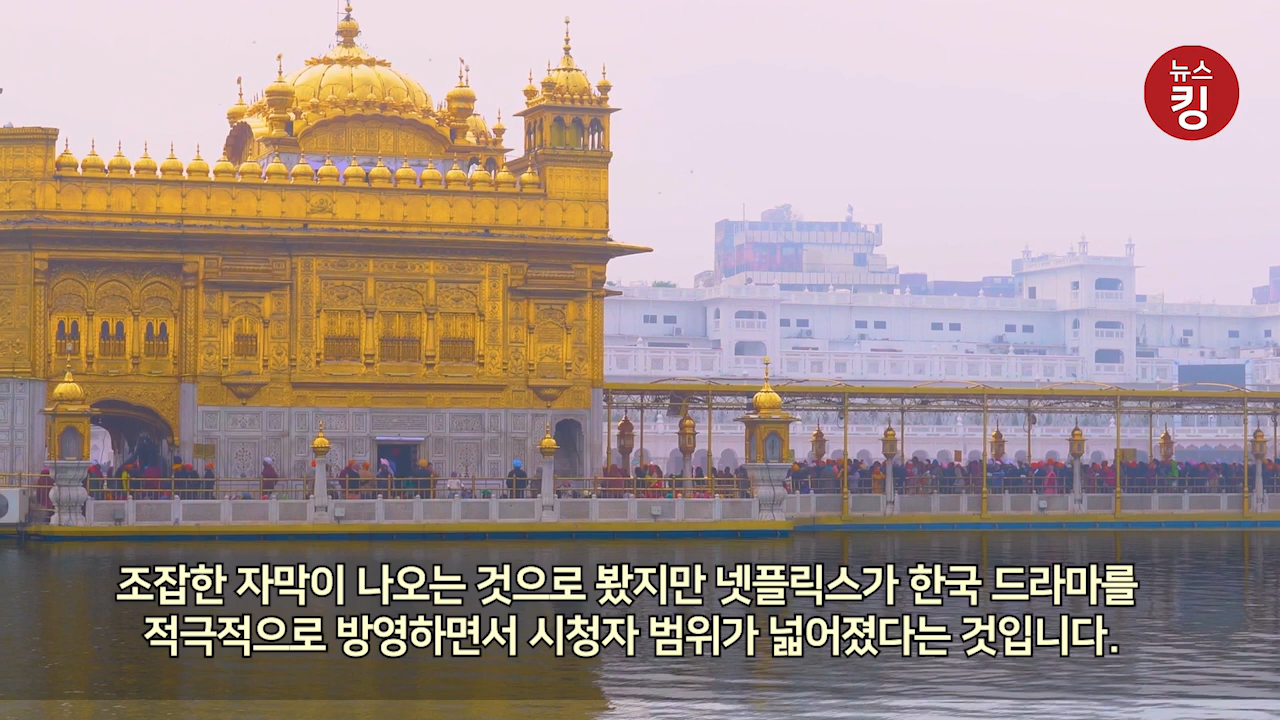 뉴스
킹
조잡한 자막이 나오는 것으로 봤지만 넷플릭스가 한국 드라마를
적극적으로 방영하면서 시청자 범위가 넓어졌다는 것입니다.